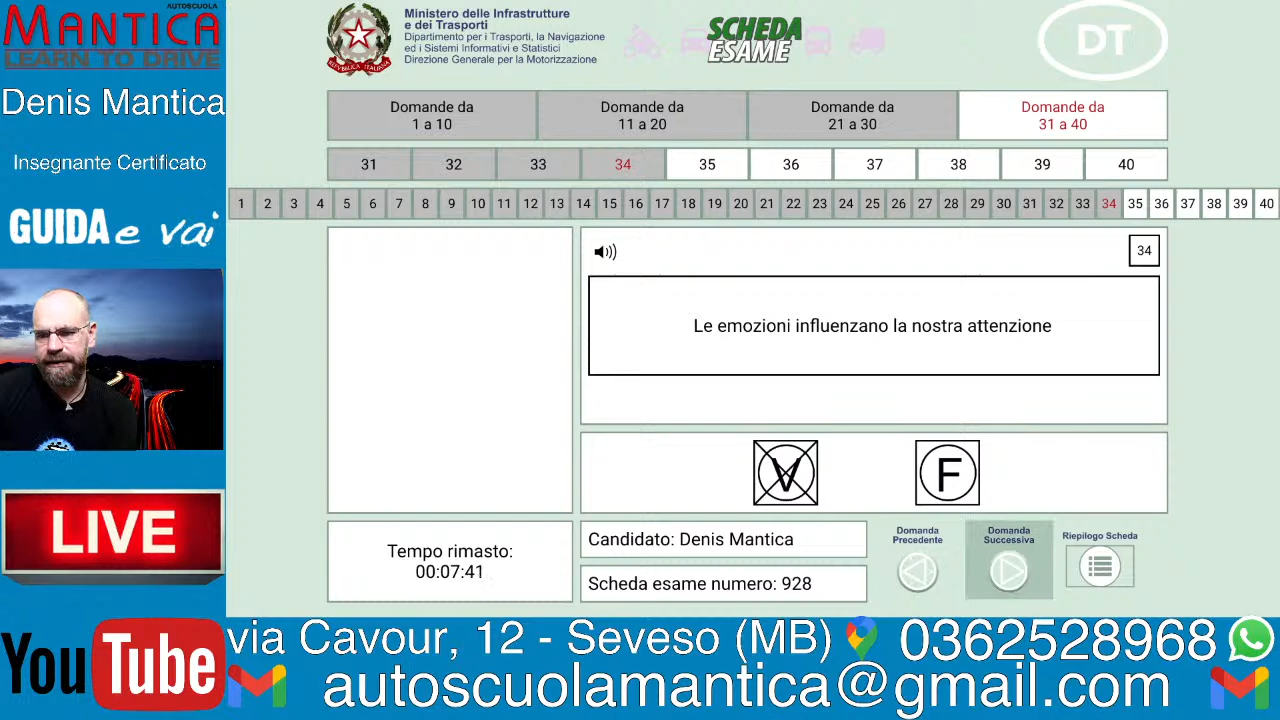 AUTOSCUOLA
MANTICA
LEARN TO DRIVE
Denis Mantica
Insegnante Certificato
GUIDA e vai
LIVE
YouTube
Ministero delle Infrastrutture
e dei Trasporti
Dipartimento per i Trasporti, la Navigazione
ed i Sistemi Informativi e Statistici
Direzione Generale per la Motorizzazione
REPVBBLICA ITALIANA
SCHEDA
ESAME
DT
Domande da
1 a 10
Domande da
11 a 20
Domande da
21 a 30
Domande da
31 a 40
31 32 33 34 35 36 37 38 39 40
1 2 3 4 5 6 7 8 9 10 11 12 13 14 15 16 17 18 19 20 21 22 23 24 25 26 27 28 29 30 31 32 33 34 35 36 37 38 39 40
34
Le emozioni influenzano la nostra attenzione
V F
Tempo rimasto:
00:07:41
Candidato: Denis Mantica
Scheda esame numero: 928
Domanda
Precedente
Domanda
Successiva
Riepilogo Scheda
via Cavour, 12 - Seveso (MB) 0362528968
autoscuolamantica@gmail.com